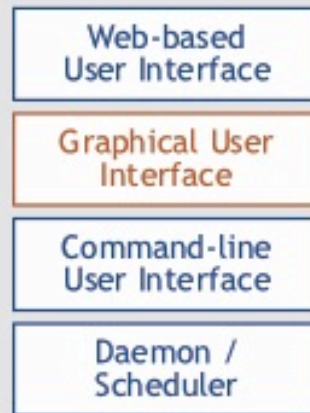 Web-based
User Interface
Graphical User
Interface
Command-line
User Interface
Daemon /
Scheduler